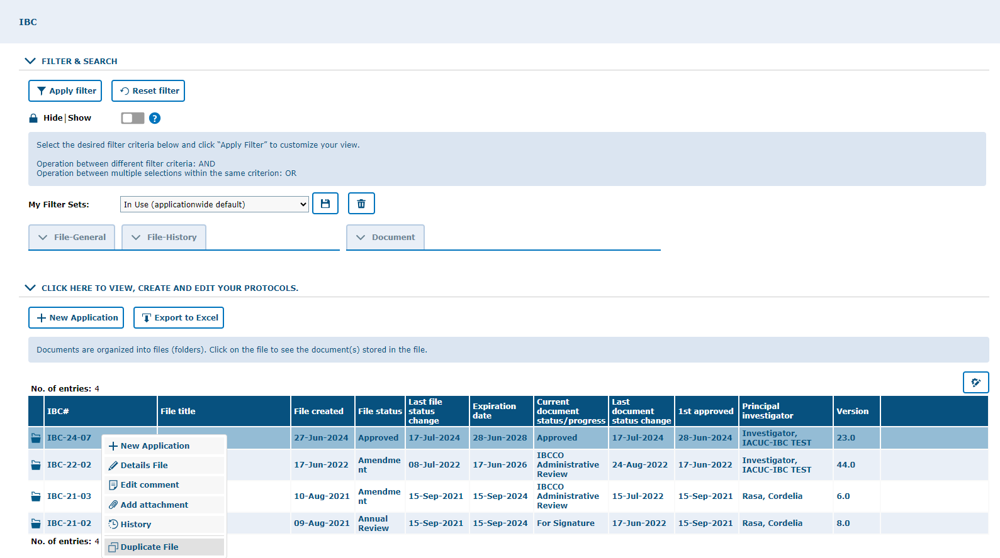 IBC
FILTER & SEARCH
Apply filter
Reset filter
Hide|Show
?
Select the desired filter criteria below and click “Apply Filter” to customize your view.
Operation between different filter criteria: AND
Operation between multiple selections within the same criterion: OR
My Filter Sets:
In Use (applicationwide default)
File-General
File-History
Document
CLICK HERE TO VIEW, CREATE AND EDIT YOUR PROTOCOLS.
New Application
Export to Excel
Documents are organized into files (folders). Click on the file to see the document(s) stored in the file.
No. of entries: 4
IBC#
File title
File created
File status
Last file
status
change
Expiration
date
Current
document
status/progress
Last
document
status change
1st approved
Principal
investigator
Version
IBC-24-07
27-Jun-2024
Approved
17-Jul-2024
28-Jun-2028
Approved
17-Jul-2024
28-Jun-2024
Investigator,
IACUC-IBC TEST
23.0
IBC-22-02
17-Jun-2022
Amendme
nt
08-Jul-2022
17-Jun-2026
IBCCO
Administrative
Review
24-Aug-2022
17-Jun-2022
Investigator,
IACUC-IBC TEST
44.0
IBC-21-03
10-Aug-2021
Amendme
nt
15-Sep-2021
15-Sep-2024
IBCCO
Administrative
Review
15-Jul-2022
15-Sep-2021
Rasa, Cordelia
6.0
IBC-21-02
09-Aug-2021
Annual
Review
15-Sep-2021
15-Sep-2024
For Signature
17-Jun-2022
15-Sep-2021
Rasa, Cordelia
8.0
No. of entries: 4
New Application
Details File
Edit comment
Add attachment
History
Duplicate File